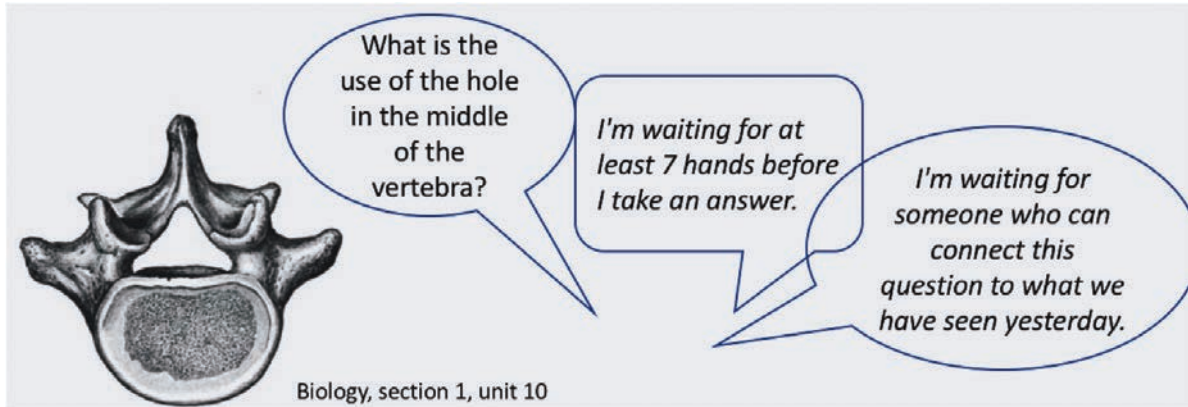 What is the
use of the hole
in the middle
of the
vertebra?
I'm waiting for at
least 7 hands before
I take an answer.
I'm waiting for
someone who can
connect this
question to what we
have seen yesterday.
Biology, section 1, unit 10